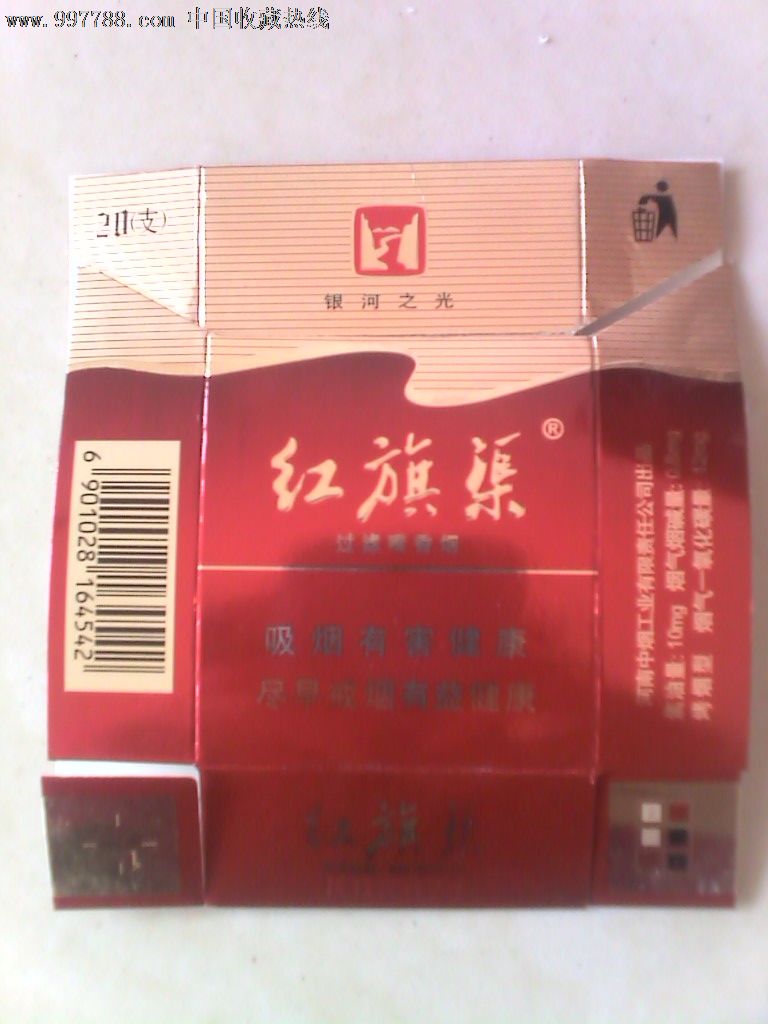 www.997788.com 中国收藏热线
20(支)
银河之光
红旗渠®
过滤嘴香烟
吸烟有害健康
尽早戒烟有益健康
6 901028 164542
河南中烟工业有限责任公司出品
焦油量:10mg 烟气烟碱量:
烤烟型 烟气一氧化碳量:
红旗渠